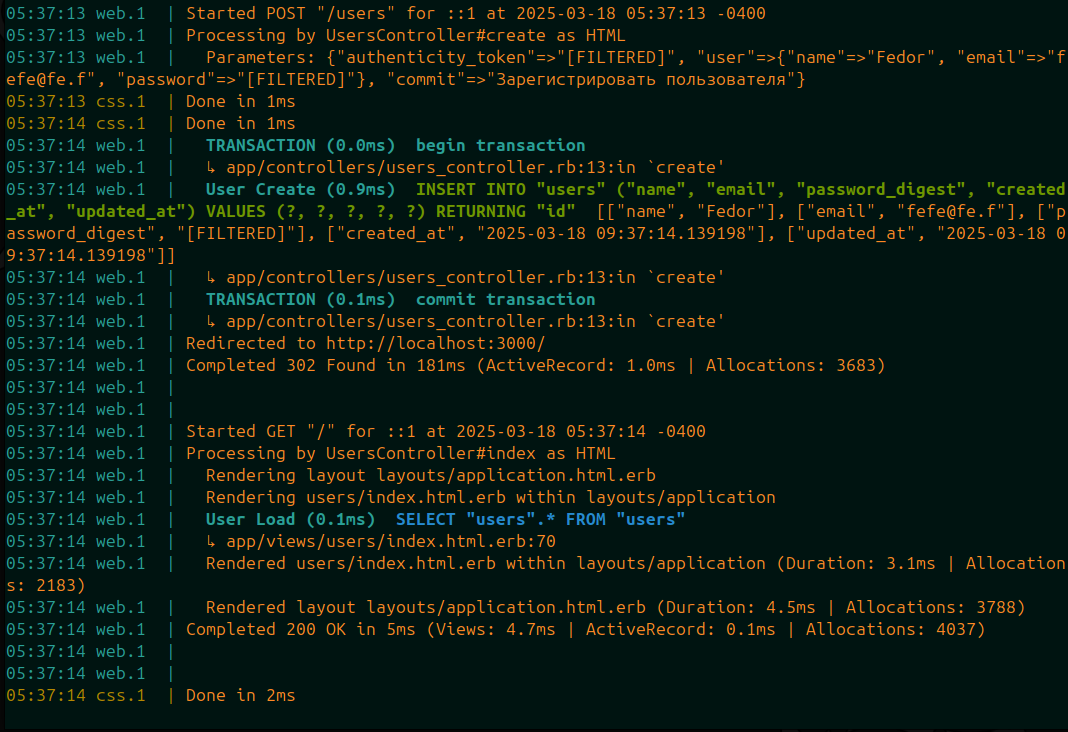 05:37:13 web.1  | Started POST "/users" for ::1 at 2025-03-18 05:37:13 -0400
05:37:13 web.1  | Processing by UsersController#create as HTML
05:37:13 web.1  |   Parameters: {"authenticity_token"=>"[FILTERED]", "user"=>{"name"=>"Fedor", "email"=>"f
efe@fe.f", "password"=>"[FILTERED]"}, "commit"=>"Зарегистрировать пользователя"}
05:37:13 css.1  | Done in 1ms
05:37:14 css.1  | Done in 1ms
05:37:14 web.1  |   TRANSACTION (0.0ms)  begin transaction
05:37:14 web.1  |   ↳ app/controllers/users_controller.rb:13:in `create'
05:37:14 web.1  |   User Create (0.9ms)  INSERT INTO "users" ("name", "email", "password_digest", "created
_at", "updated_at") VALUES (?, ?, ?, ?, ?) RETURNING "id"  [["name", "Fedor"], ["email", "fefe@fe.f"], ["p
assword_digest", "[FILTERED]"], ["created_at", "2025-03-18 09:37:14.139198"], ["updated_at", "2025-03-18 0
9:37:14.139198"]]
05:37:14 web.1  |   ↳ app/controllers/users_controller.rb:13:in `create'
05:37:14 web.1  |   TRANSACTION (0.1ms)  commit transaction
05:37:14 web.1  |   ↳ app/controllers/users_controller.rb:13:in `create'
05:37:14 web.1  | Redirected to http://localhost:3000/
05:37:14 web.1  | Completed 302 Found in 181ms (ActiveRecord: 1.0ms | Allocations: 3683)
05:37:14 web.1  |
05:37:14 web.1  |
05:37:14 web.1  | Started GET "/" for ::1 at 2025-03-18 05:37:14 -0400
05:37:14 web.1  | Processing by UsersController#index as HTML
05:37:14 web.1  |   Rendering layout layouts/application.html.erb
05:37:14 web.1  |   Rendering users/index.html.erb within layouts/application
05:37:14 web.1  |   User Load (0.1ms)  SELECT "users".* FROM "users"
05:37:14 web.1  |   ↳ app/views/users/index.html.erb:70
05:37:14 web.1  |   Rendered users/index.html.erb within layouts/application (Duration: 3.1ms | Allocation
s: 2183)
05:37:14 web.1  |   Rendered layout layouts/application.html.erb (Duration: 4.5ms | Allocations: 3788)
05:37:14 web.1  | Completed 200 OK in 5ms (Views: 4.7ms | ActiveRecord: 0.1ms | Allocations: 4037)
05:37:14 web.1  |
05:37:14 web.1  |
05:37:14 css.1  | Done in 2ms